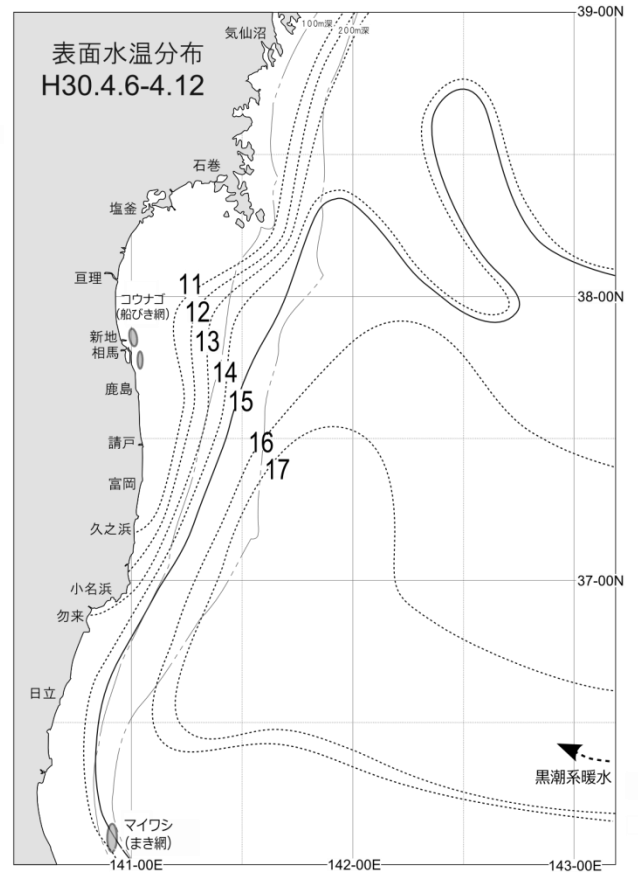 39-00N
気仙沼
100m深
200m深
表面水温分布
H30.4.6-4.12
石巻
塩釜
亘理
11
38-00N
コウナゴ
(船びき網)
12
新地
13
相馬
14
鹿島
15
請戸
16
17
富岡
久之浜
37-00N
小名浜
勿来
日立
黒潮系暖水
マイワシ
(まき網)
141-00E
142-00E
143-00E